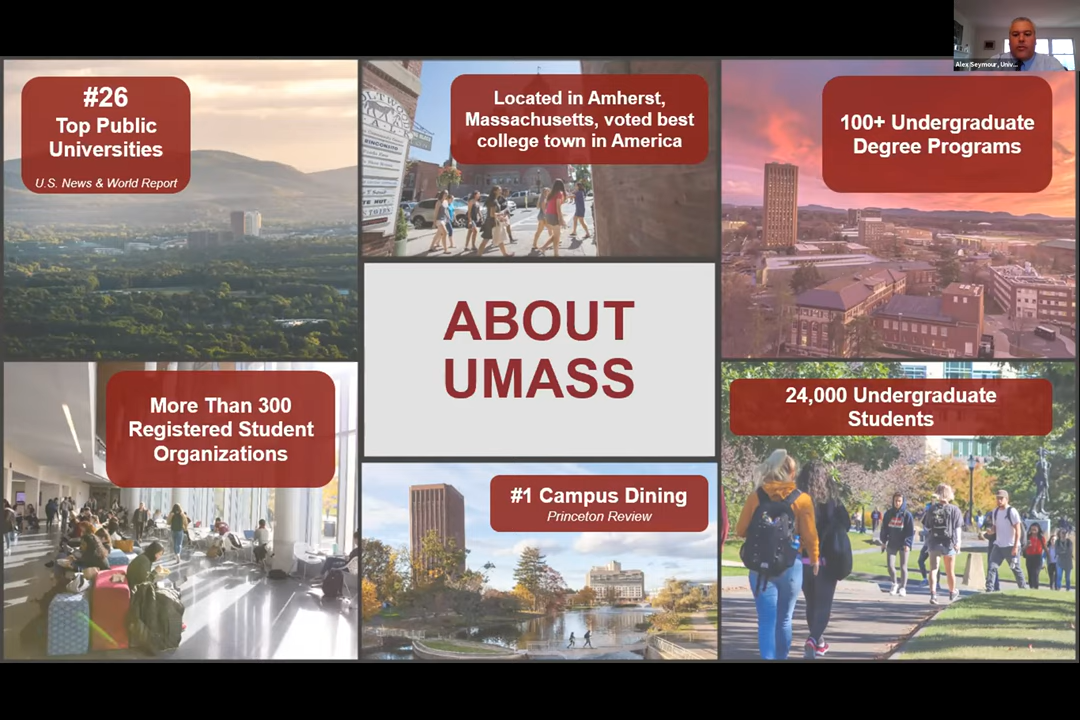 Alex Seymour, Univ...
#26
Top Public
Universities
U.S. News & World Report
Located in Amherst,
Massachusetts, voted best
college town in America
100+ Undergraduate
Degree Programs
ABOUT
UMASS
More Than 300
Registered Student
Organizations
#1 Campus Dining
Princeton Review
24,000 Undergraduate
Students